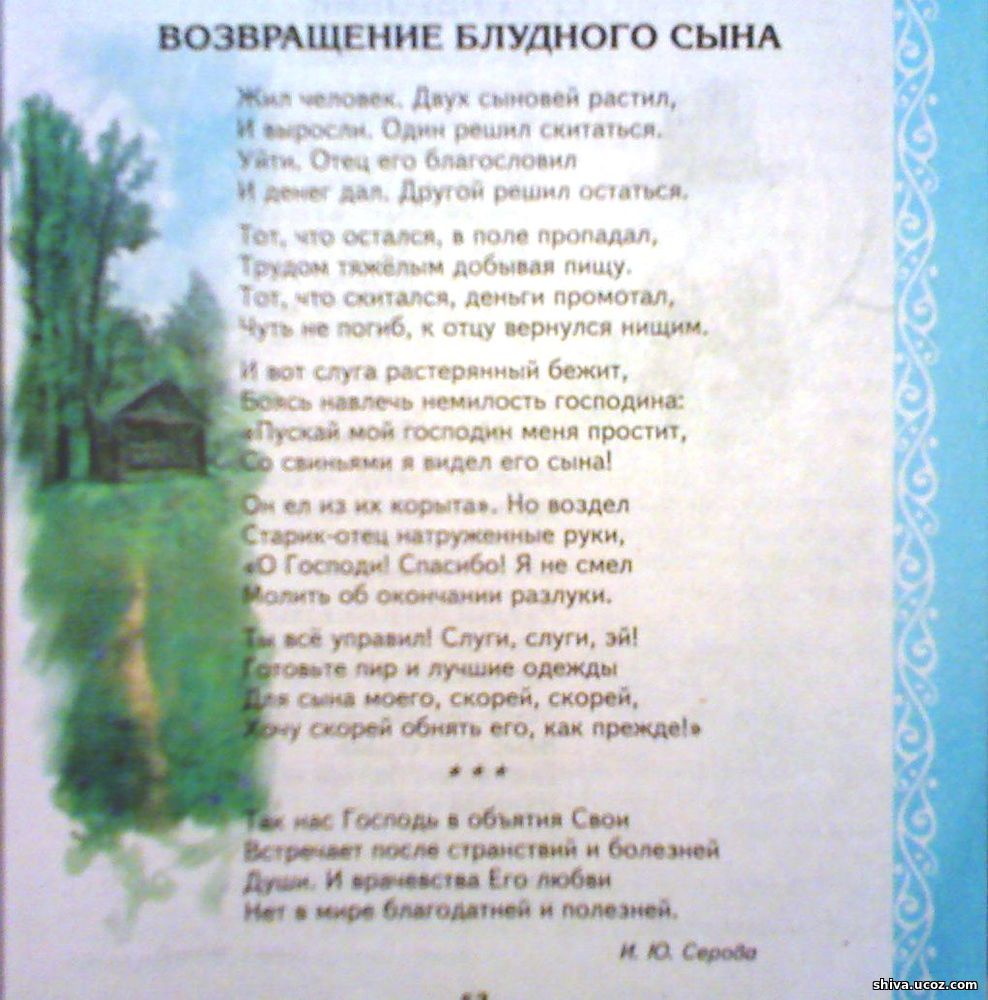 ВОЗВРАЩЕНИЕ БЛУДНОГО СЫНА
Жил человек. Двух сыновей растил,
И выросли. Один решил скитаться.
Уйти. Отец его благословил
И денег дал. Другой решил остаться.
Тот, что остался, в поле пропадал,
Трудом тяжёлым добывая пищу.
Тот, что скитался, деньги промотал,
Чуть не погиб, к отцу вернулся нищим.
И вот слуга растерянный бежит,
Боясь навлечь немилость господина:
«Пускай мой господин меня простит,
Со свиньями я видел его сына!
Он ел из их корыта». Но воздел
Старик-отец натруженные руки,
«О Господи! Спасибо! Я не смел
Молить об окончании разлуки.
Ты всё управил! Слуги, слуги, эй!
Готовьте пир и лучшие одежды
Для сына моего, скорей, скорей,
Хочу скорей обнять его, как прежде!»
* * *
Так нас Господь в объятия Свои
Встречает после странствий и болезней
Души. И врачевства Его любви
Нет в мире благодатней и полезней.
И. Ю. Серова
shiva.ucoz.com